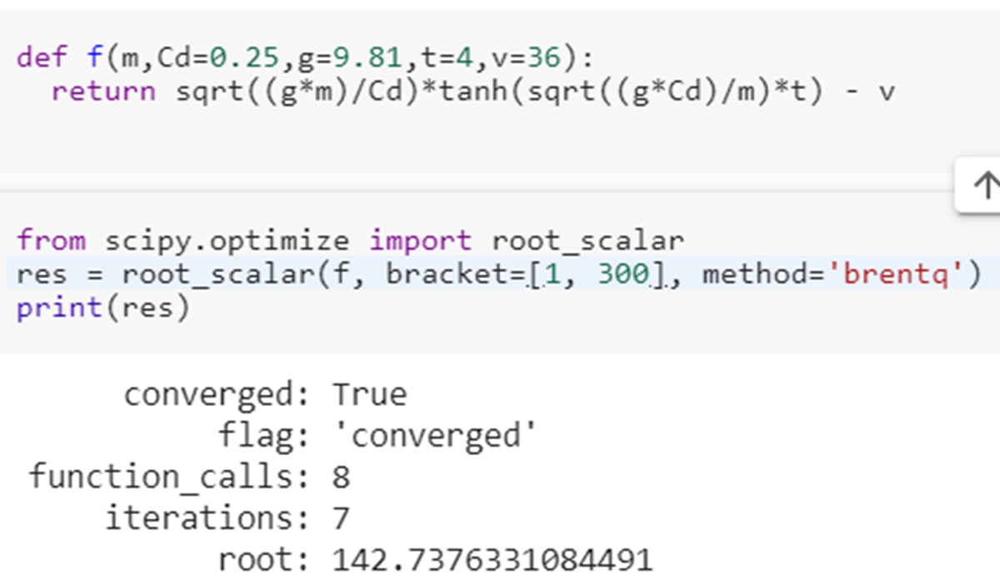 def f(m,Cd=0.25,g=9.81,t=4,v=36):
  return sqrt((g*m)/Cd)*tanh(sqrt((g*Cd)/m)*t) - v
from scipy.optimize import root_scalar
res = root_scalar(f, bracket=[1, 300], method='brentq')
print(res)
converged: True
flag: 'converged'
function_calls: 8
iterations: 7
root: 142.7376331084491